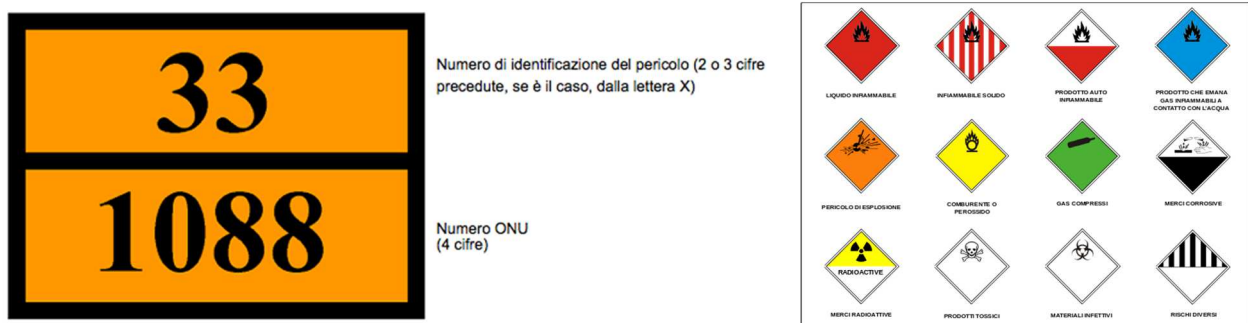 33
1088
Numero di identificazione del pericolo (2 o 3 cifre
precedute, se è il caso, dalla lettera X)
Numero ONU
(4 cifre)
LIQUIDO INFIAMMABILE
INFIAMMABILE SOLIDO
PRODOTTO AUTO
INFIAMMABILE
PRODOTTO CHE EMANA
GAS INFIAMMABILI A
CONTATTO CON L'ACQUA
PERICOLO DI ESPLOSIONE
COMBURENTE O
PEROSSIDO
GAS COMPRESSI
MERCI CORROSIVE
RADIOACTIVE
MERCI RADIOATTIVE
PRODOTTI TOSSICI
MATERIALI INFETTIVI
RISCHI DIVERSI